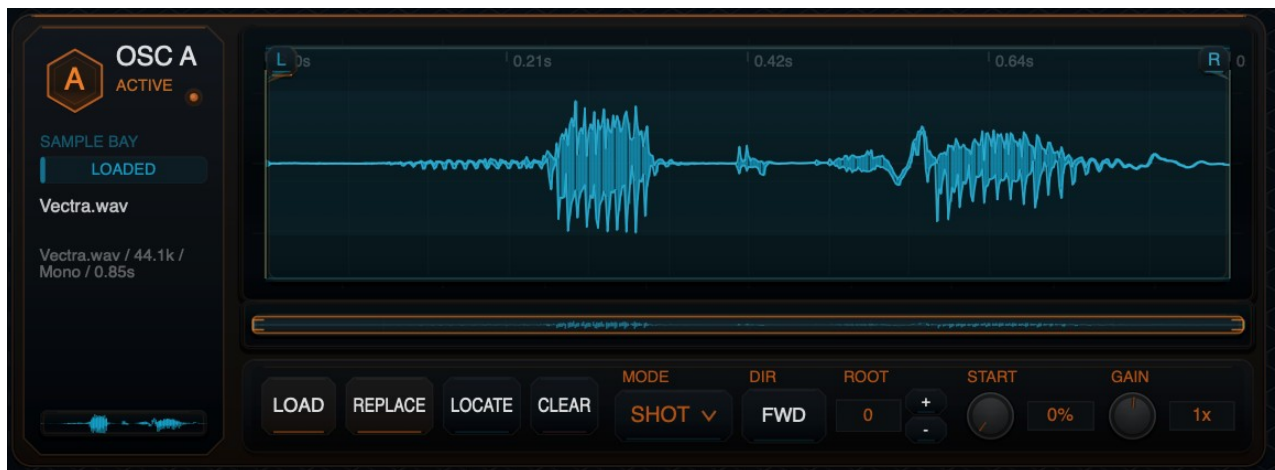 A
OSC A
ACTIVE
SAMPLE BAY
LOADED
Vectra.wav
Vectra.wav / 44.1k /
Mono / 0.85s
L 0s 0.21s 0.42s 0.64s R 0
LOAD
REPLACE
LOCATE
CLEAR
MODE
SHOT
DIR
FWD
ROOT
0
+
-
START
0%
GAIN
1x